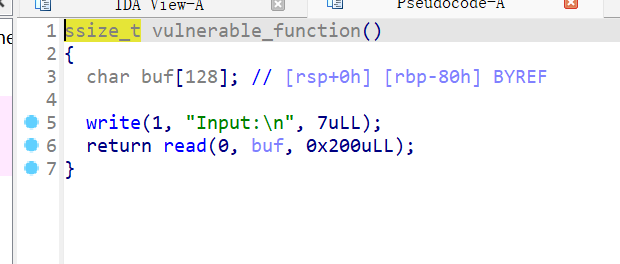 IDA View-A
Pseudocode-A
1 ssize_t vulnerable_function()
2 {
3   char buf[128]; // [rsp+0h] [rbp-80h] BYREF
4
5   write(1, "Input:\n", 7uLL);
6   return read(0, buf, 0x200uLL);
7 }